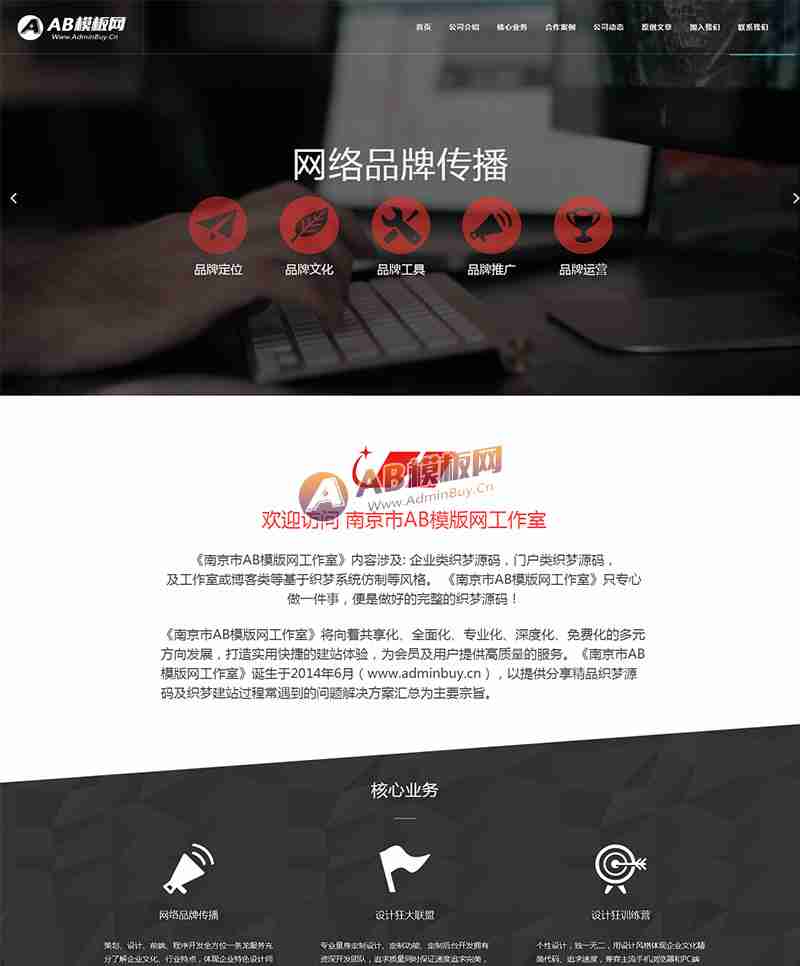 AB模板网
Www.AdminBuy.Cn
首页 公司介绍 核心业务 合作案例 公司动态 原创文章 加入我们 联系我们
网络品牌传播
品牌定位 品牌文化 品牌工具 品牌推广 品牌运营
AB模板网
Www.AdminBuy.Cn
欢迎访问 南京市AB模版网工作室
《南京市AB模版网工作室》内容涉及: 企业类织梦源码，门户类织梦源码，
及工作室或博客类等基于织梦系统仿制等风格。 《南京市AB模版网工作室》只专心
做一件事，便是做好的完整的织梦源码！
《南京市AB模版网工作室》将向着共享化、全面化、专业化、深度化、免费化的多元
方向发展，打造实用快捷的建站体验，为会员及用户提供高质量的服务。《南京市AB
模版网工作室》诞生于2014年6月（www.adminbuy.cn），以提供分享精品织梦源
码及织梦建站过程常遇到的问题解决方案汇总为主要宗旨。
核心业务
网络品牌传播 设计狂大联盟 设计狂训练营
策划、设计、前端、程序开发全方位一条龙服务充 专业量身定制设计、定制功能、定制后台开发拥有 个性设计，独一无二，用设计风格体现企业文化精
分了解企业文化、行业特点，体现企业特色设计同 资深开发团队，追求质量同时保证速度追求完美， 简代码、追求速度，兼容主流手机浏览器和PC端